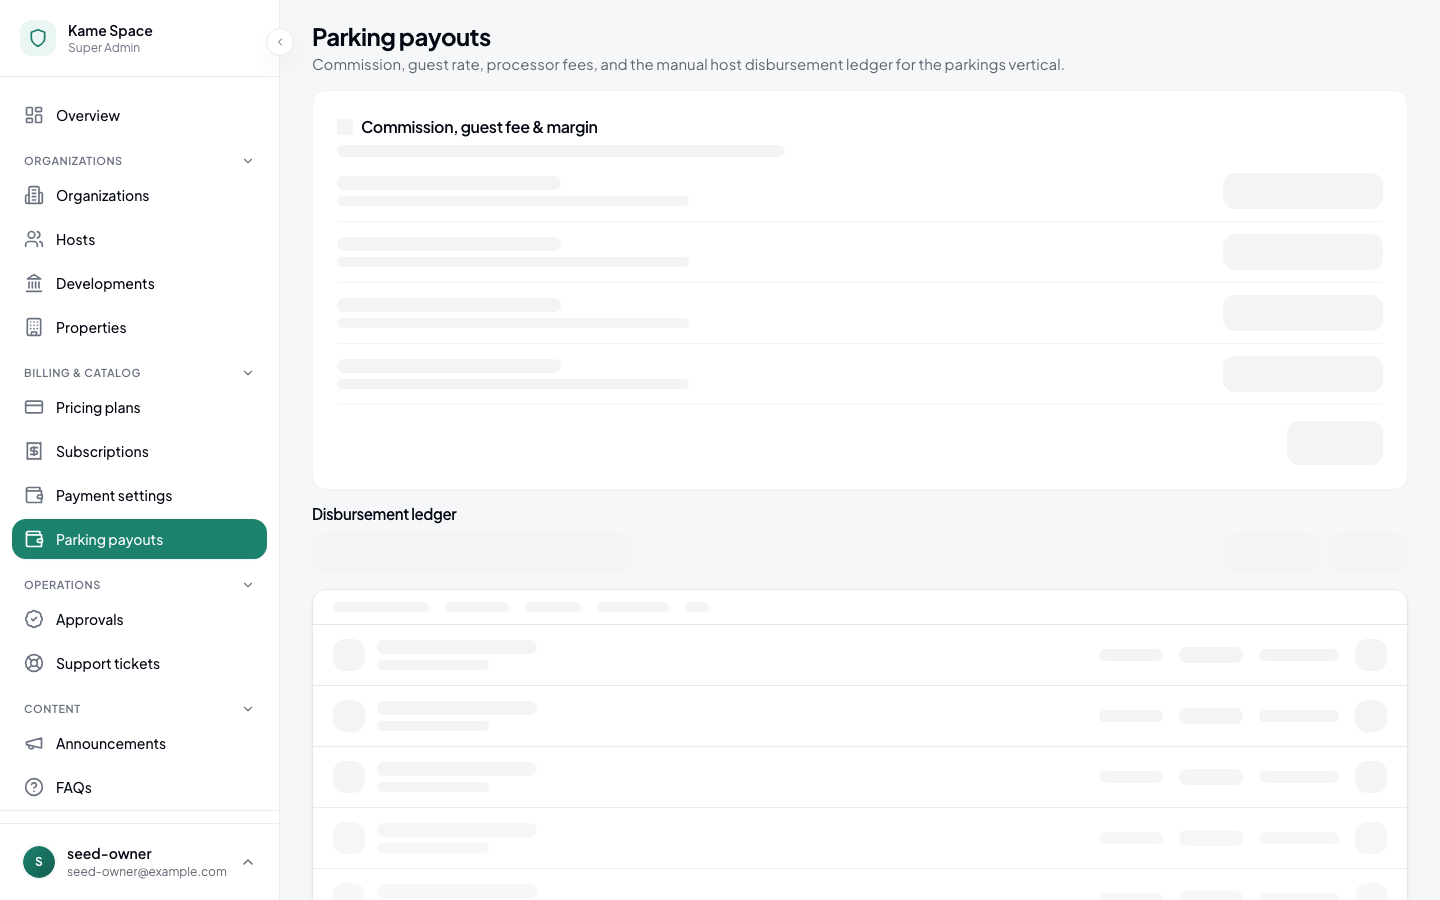 Kame Space
Super Admin
Overview
ORGANIZATIONS
Organizations
Hosts
Developments
Properties
BILLING & CATALOG
Pricing plans
Subscriptions
Payment settings
Parking payouts
OPERATIONS
Approvals
Support tickets
CONTENT
Announcements
FAQs
S
seed-owner
seed-owner@example.com
Parking payouts
Commission, guest rate, processor fees, and the manual host disbursement ledger for the parkings vertical.
Commission, guest fee & margin
Disbursement ledger